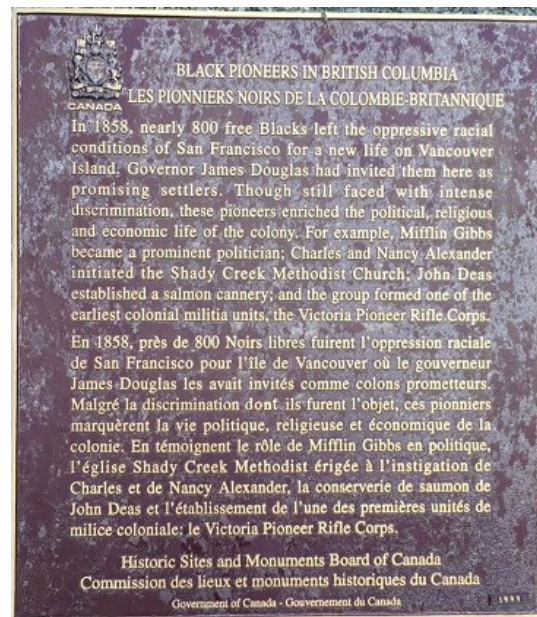 CANADA
BLACK PIONEERS IN BRITISH COLUMBIA
LES PIONNIERS NOIRS DE LA COLOMBIE-BRITANNIQUE
In 1858, nearly 800 free Blacks left the oppressive racial
conditions of San Francisco for a new life on Vancouver
Island. Governor James Douglas had invited them here as
promising settlers. Though still faced with intense
discrimination, these pioneers enriched the political, religious
and economic life of the colony. For example, Mifflin Gibbs
became a prominent politician; Charles and Nancy Alexander
initiated the Shady Creek Methodist Church; John Deas
established a salmon cannery; and the group formed one of the
earliest colonial militia units, the Victoria Pioneer Rifle Corps.
En 1858, près de 800 Noirs libres fuirent l'oppression raciale
de San Francisco pour l'île de Vancouver où le gouverneur
James Douglas les avait invités comme colons prometteurs.
Malgré la discrimination dont ils furent l'objet, ces pionniers
marquèrent la vie politique, religieuse et économique de la
colonie. En témoignent le rôle de Mifflin Gibbs en politique,
l'église Shady Creek Methodist érigée à l'instigation de
Charles et de Nancy Alexander, la conserverie de saumon de
John Deas et l'établissement de l'une des premières unités de
milice coloniale: le Victoria Pioneer Rifle Corps.
Historic Sites and Monuments Board of Canada
Commission des lieux et monuments historiques du Canada
Government of Canada - Gouvernement du Canada